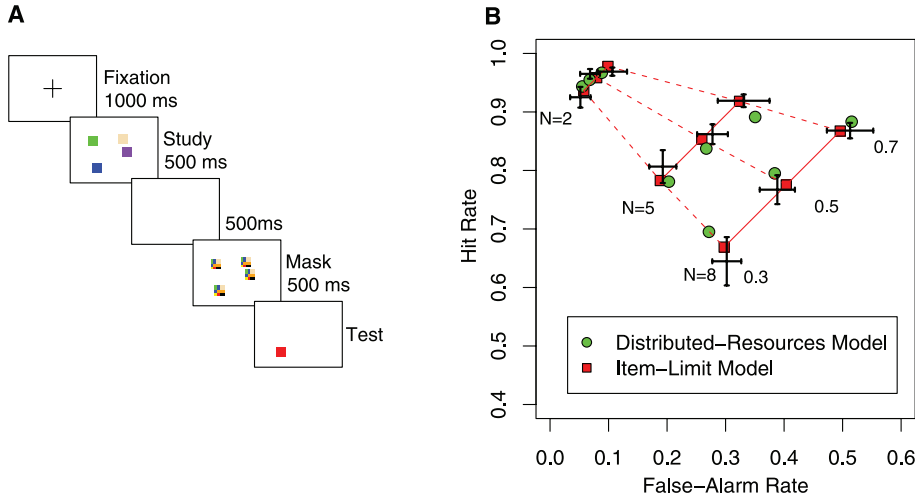 A
Fixation
1000 ms
Study
500 ms
500ms
Mask
500 ms
Test
B
Hit Rate
1.0
0.9
0.8
0.7
0.6
0.5
0.4
N=2
N=5
N=8
0.3
0.5
0.7
Distributed−Resources Model
Item−Limit Model
0.0 0.1 0.2 0.3 0.4 0.5 0.6
False−Alarm Rate